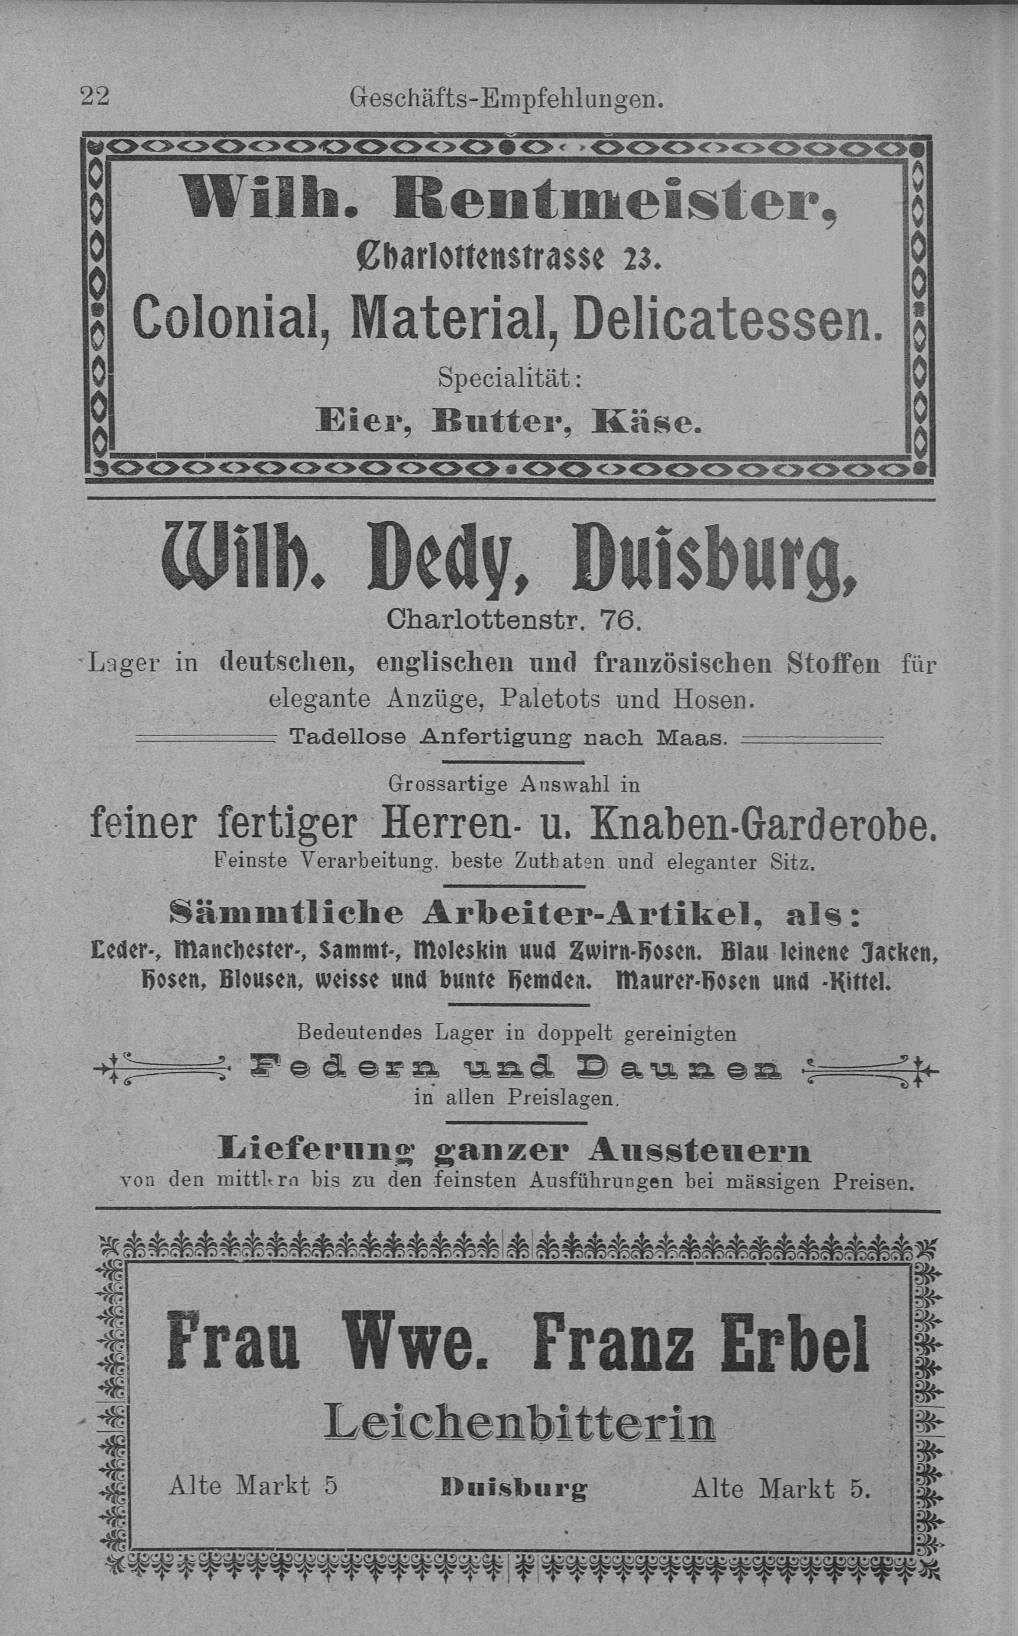 22
Geschäfts-Empfehlungen.
Wilh. Rentmeister,
Charlottenstrasse 23.
Colonial, Material, Delicatessen.
Specialität:
Eier, Butter, Käse.
Wilh. Dedy, Duisburg,
Charlottenstr. 76.
Lager in deutschen, englischen und französischen Stoffen für
elegante Anzüge, Paletots und Hosen.
Tadellose Anfertigung nach Maas.
Grossartige Auswahl in
feiner fertiger Herren- u. Knaben-Garderobe.
Feinste Verarbeitung, beste Zuthaten und eleganter Sitz.
Sämmtliche Arbeiter-Artikel, als:
Leder-, Manchester-, Sammt-, Moleskin uud Zwirn-Hosen. Blau leinene Jacken,
Hosen, Blousen, weisse und bunte Hemden. Maurer-Hosen und -Kittel.
Bedeutendes Lager in doppelt gereinigten
Federn und Daunen
in allen Preislagen.
Lieferung ganzer Aussteuern
von den mittlern bis zu den feinsten Ausführungen bei mässigen Preisen.
Frau Wwe. Franz Erbel
Leichenbitterin
Alte Markt 5 Duisburg Alte Markt 5.